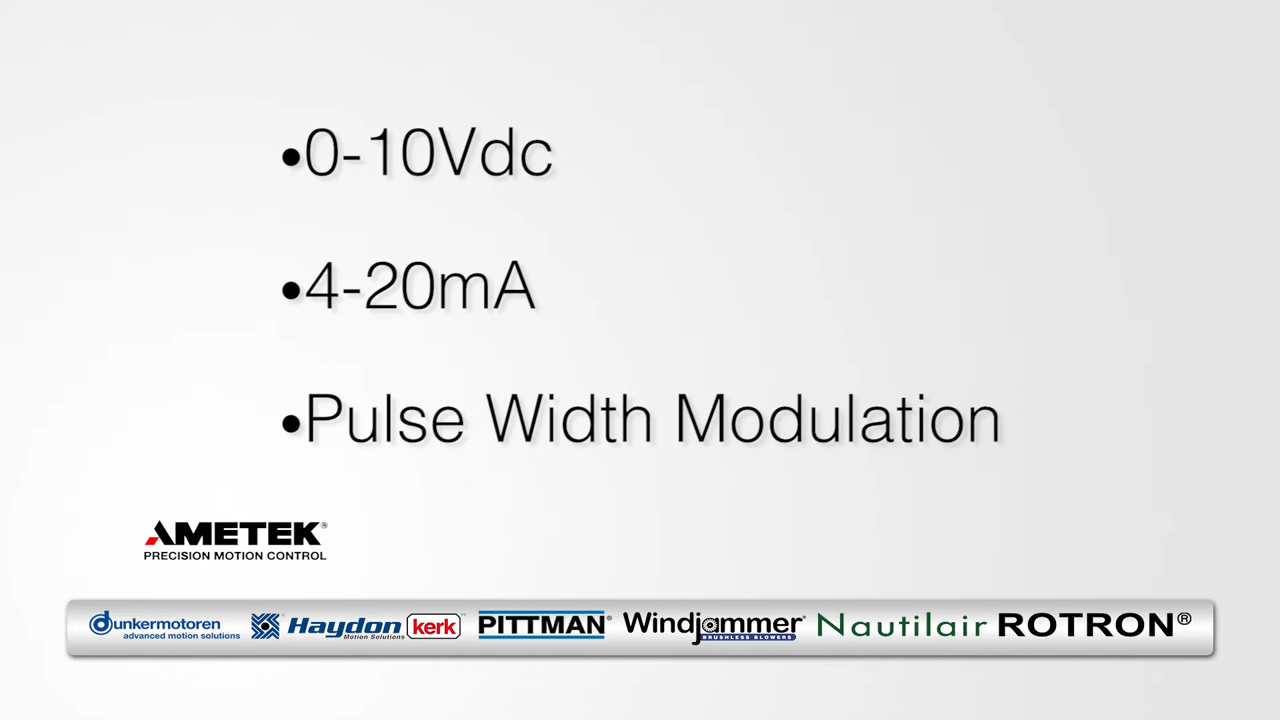 •0-10Vdc
•4-20mA
•Pulse Width Modulation
AMETEK®
PRECISION MOTION CONTROL
dunkermotoren
advanced motion solutions
Haydon kerk
Motion Solutions
PITTMAN®
Windjammer®
BRUSHLESS BLOWERS
Nautilair
ROTRON®